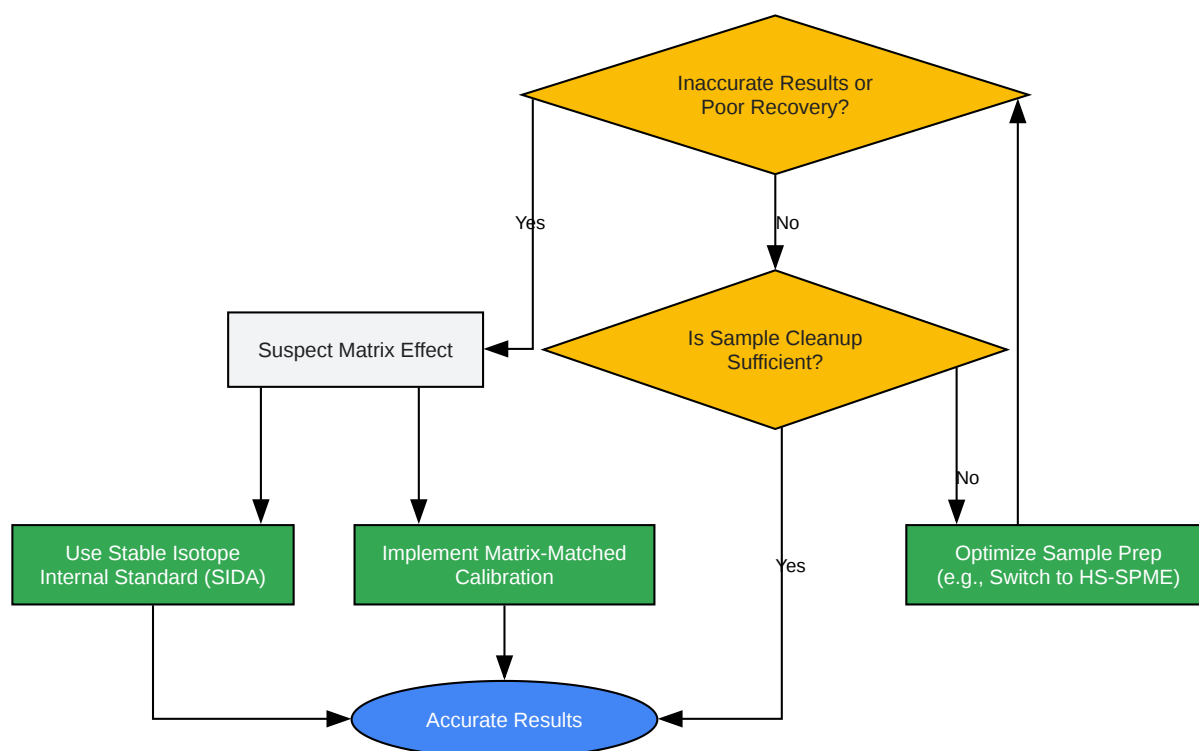 Inaccurate Results or
Poor Recovery?
Yes
No
Suspect Matrix Effect
Is Sample Cleanup
Sufficient?
No
Use Stable Isotope
Internal Standard (SIDA)
Implement Matrix-Matched
Calibration
Yes
Optimize Sample Prep
(e.g., Switch to HS-SPME)
Accurate Results